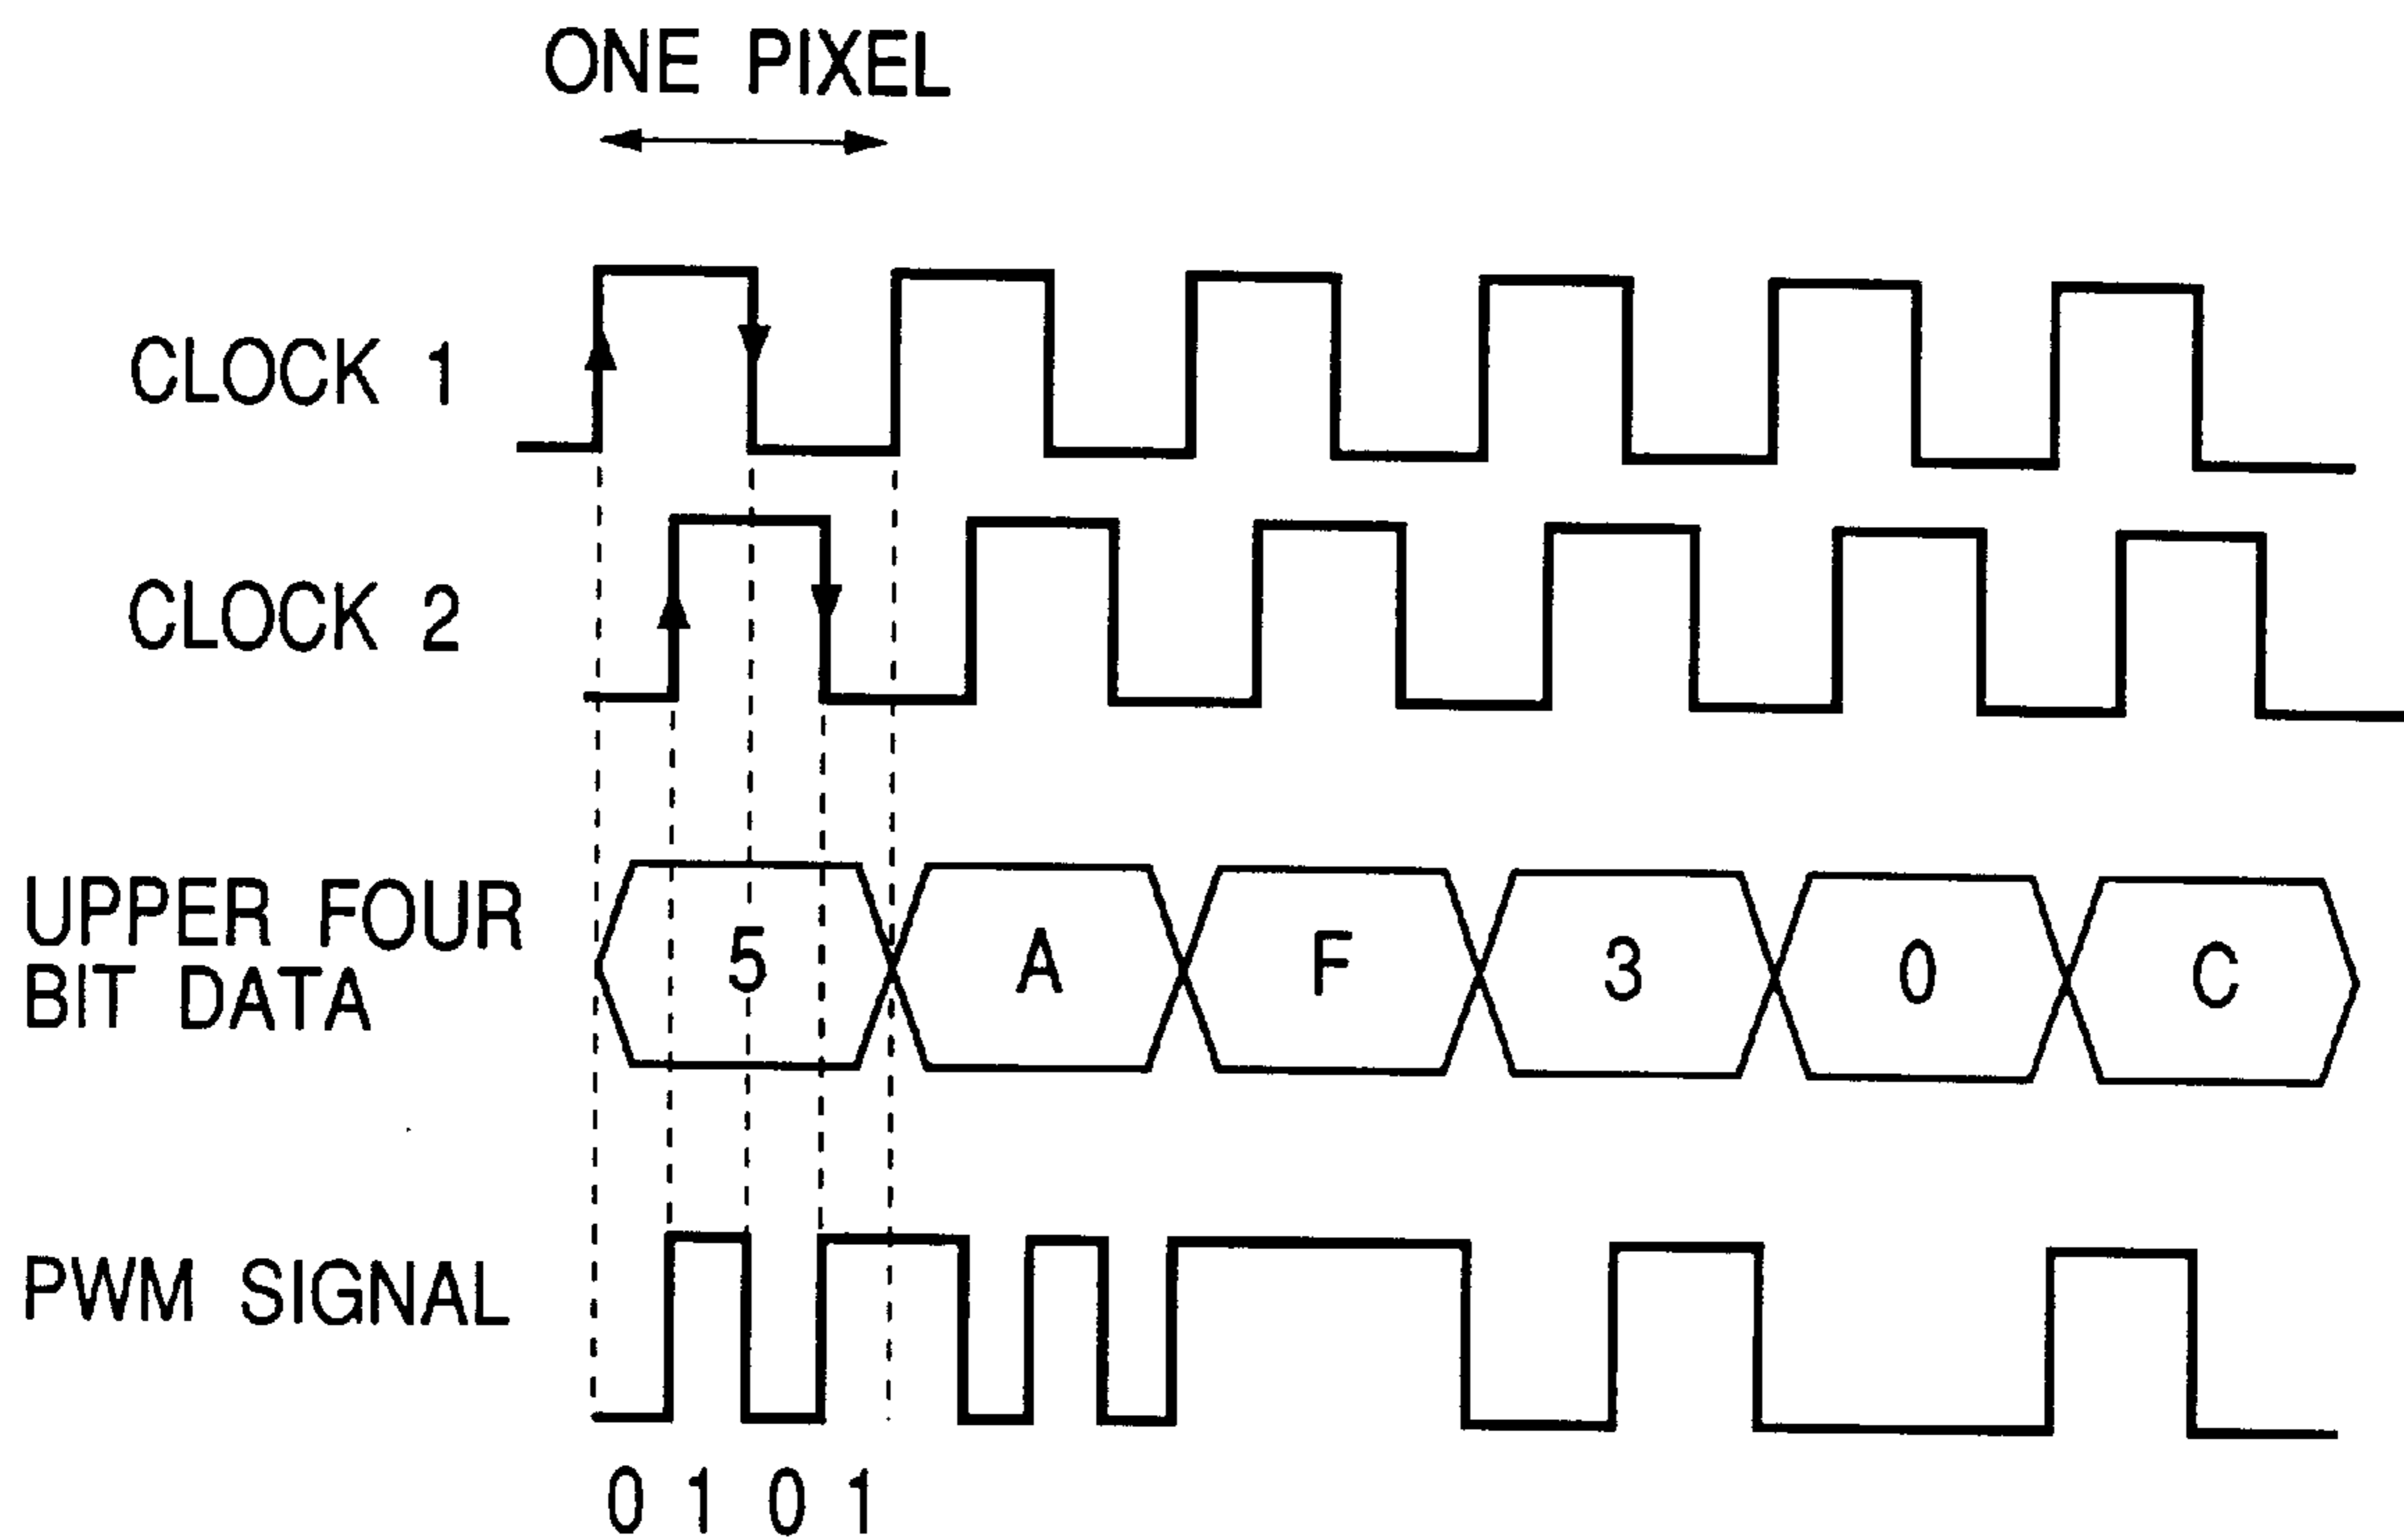 ONE PIXEL
CLOCK 1
CLOCK 2
UPPER FOUR
BIT DATA
5 A F 3 0 C
PWM SIGNAL
0 1 0 1